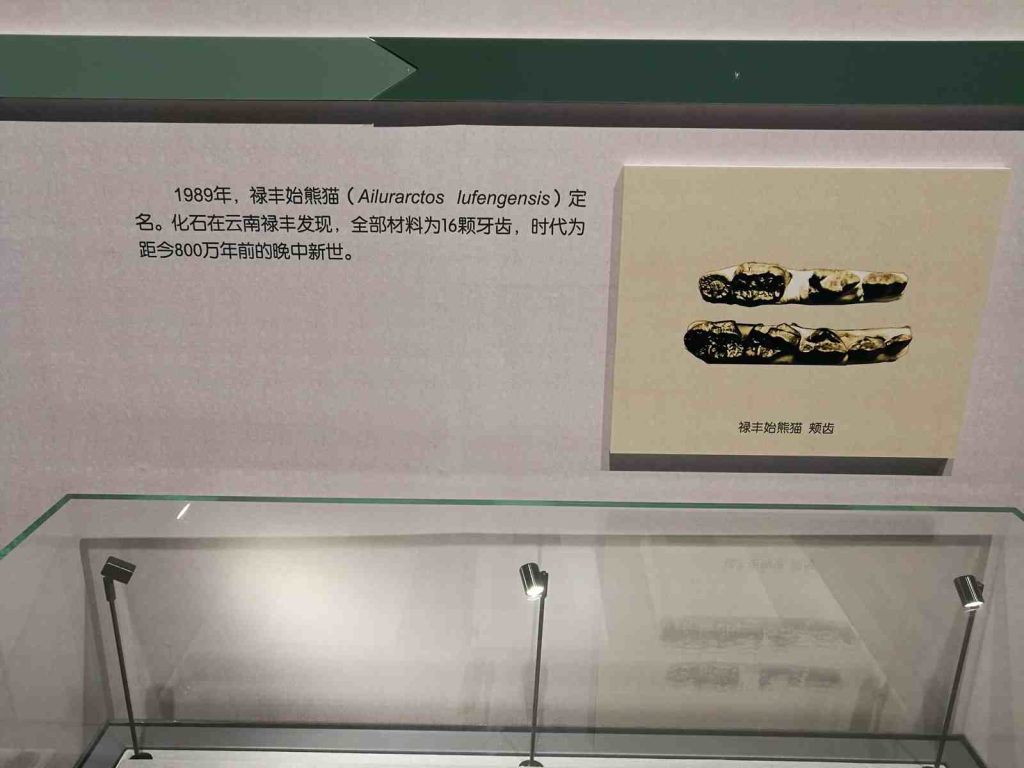 1989年，禄丰始熊猫（Ailurarctos lufengensis）定
名。化石在云南禄丰发现，全部材料为16颗牙齿，时代为
距今800万年前的晚中新世。
禄丰始熊猫 颊齿